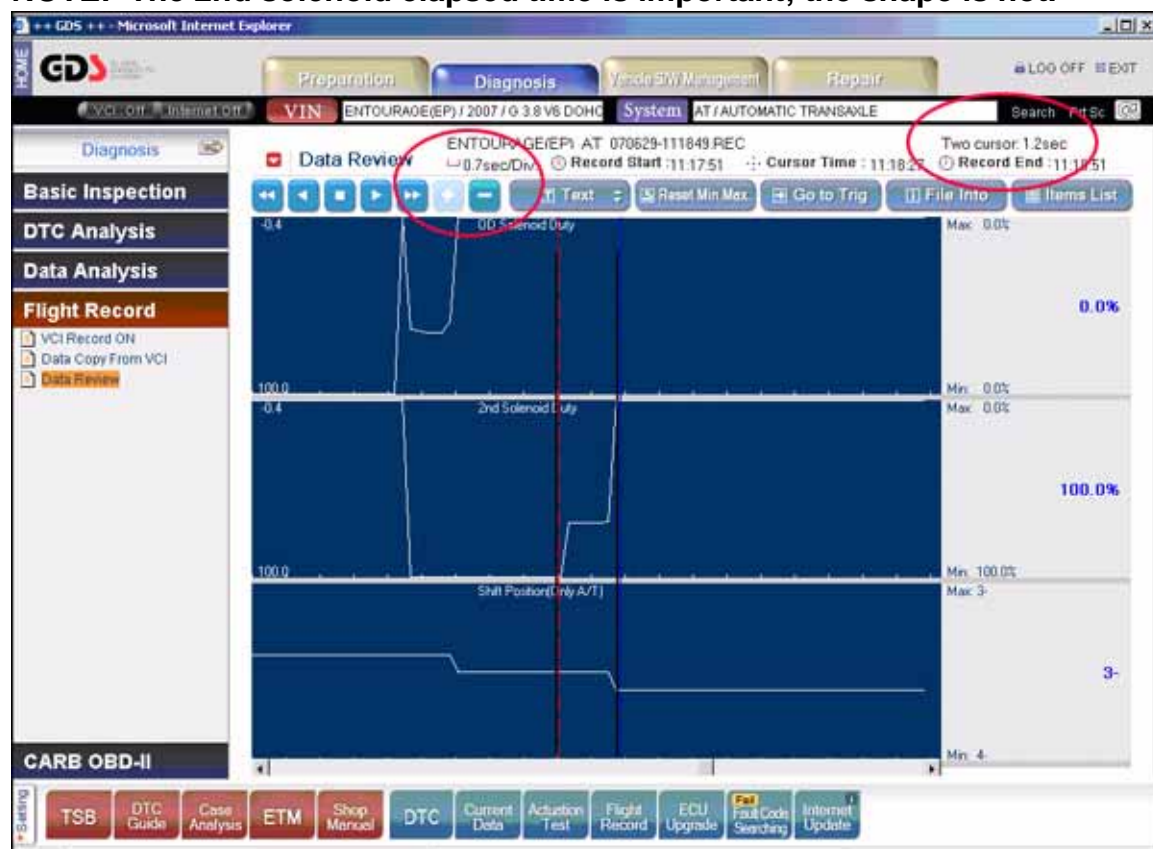 NOTE: The 2nd solenoid elapsed time is important, the shape is not.
++ GDS ++ - Microsoft Internet Explorer
HOME
GDS
Preparation
Diagnosis
Vehicle S/W Management
Repair
LOG OFF
EXIT
VCI Off
Internet Off
VIN
ENTOURAGE(EP) / 2007 / G 3.8 V6 DOHC
System
AT / AUTOMATIC TRANSAXLE
Search
Prt Sc
Diagnosis
Data Review
ENTOURAGE(EP) AT 070629-111849.REC
Two cursor: 1.2sec
0.7sec/Div
Record Start :11:17:51
Cursor Time : 11:18:27
Record End :11:18:51
Text
Reset Min Max
Go to Trig
File Info
Items List
Basic Inspection
DTC Analysis
Data Analysis
Flight Record
VCI Record ON
Data Copy From VCI
Data Review
CARB OBD-II
-0.4
OD Solenoid Duty
Max: 0.0%
0.0%
100.0
Min: 0.0%
-0.4
2nd Solenoid Duty
Max: 0.0%
100.0%
100.0
Min: 100.0%
Shift Position(Only A/T)
Max: 3-
3-
Min: 4-
Setting
TSB
DTC Guide
Case Analysis
ETM
Shop Manual
DTC
Current Data
Actuation Test
Flight Record
ECU Upgrade
Fail
Fault Code Searching
Internet Update